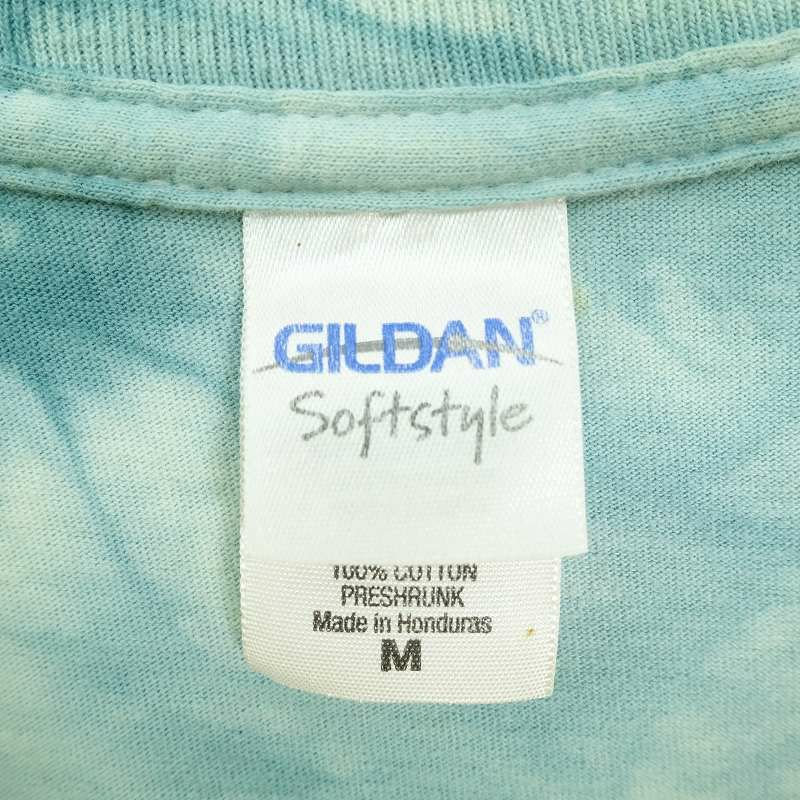 GILDAN®
Softstyle
100% COTTON
PRESHRUNK
Made in Honduras
M